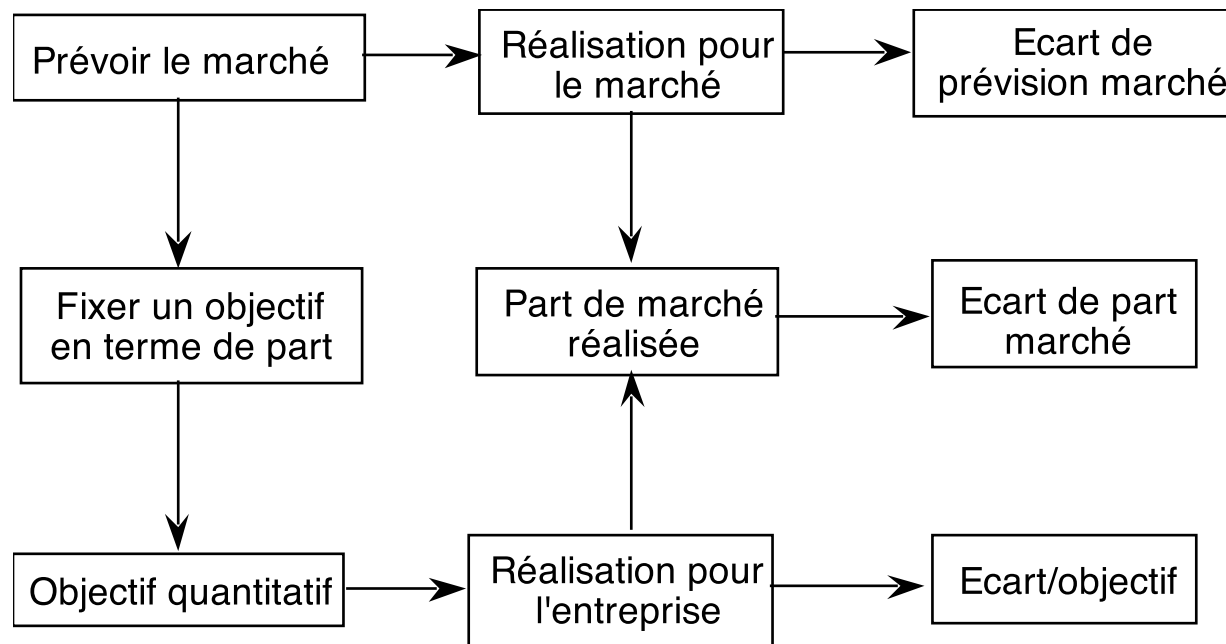 Prévoir le marché
Réalisation pour
le marché
Ecart de
prévision marché
Fixer un objectif
en terme de part
Part de marché
réalisée
Ecart de part
marché
Objectif quantitatif
Réalisation pour
l'entreprise
Ecart/objectif